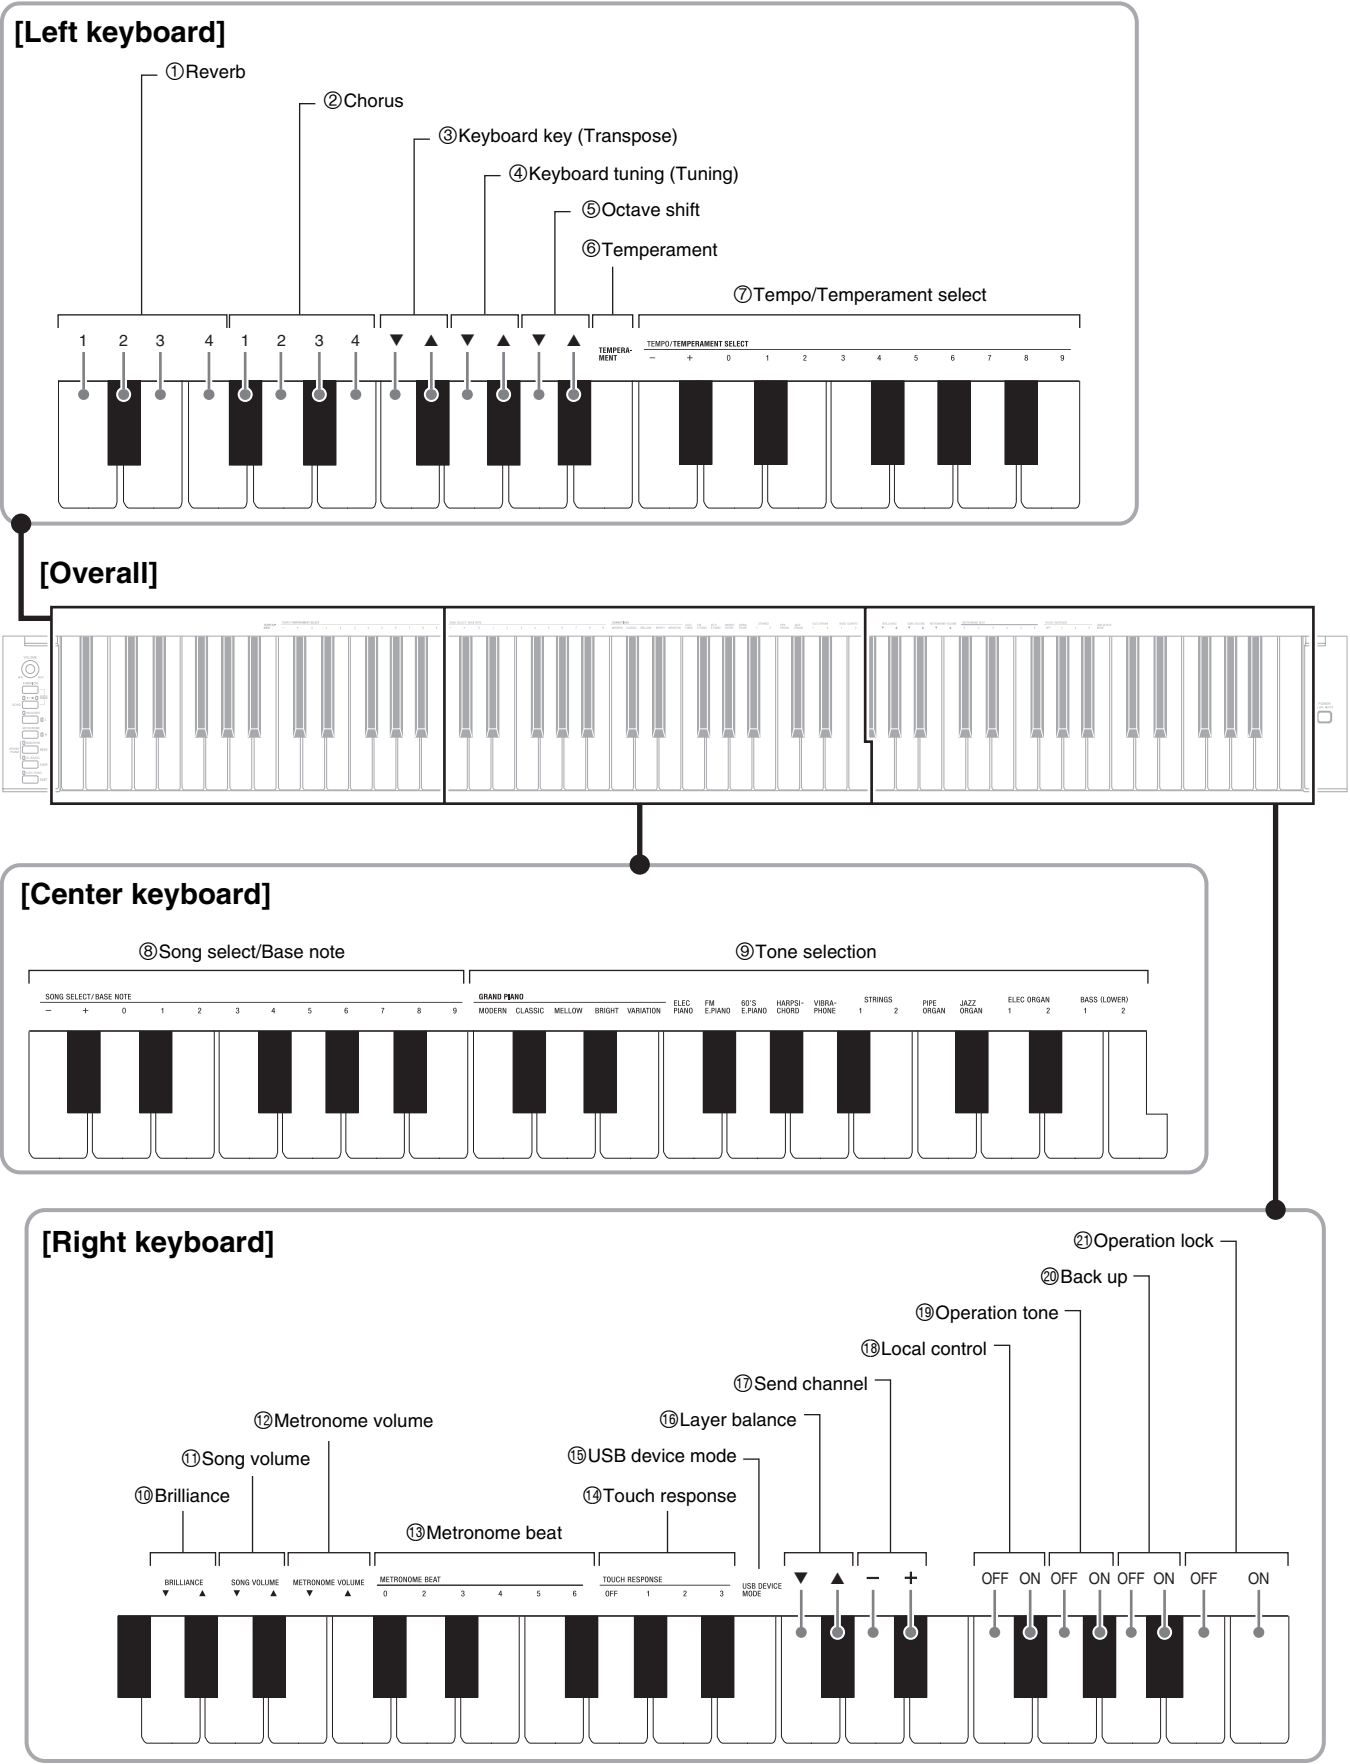 [Left keyboard]
①Reverb
②Chorus
③Keyboard key (Transpose)
④Keyboard tuning (Tuning)
⑤Octave shift
⑥Temperament
⑦Tempo/Temperament select
1 2 3 4 1 2 3 4 ▼ ▲ ▼ ▲ ▼ ▲
TEMPERA-
MENT
TEMPO/TEMPERAMENT SELECT
− + 0 1 2 3 4 5 6 7 8 9
[Overall]
[Center keyboard]
⑧Song select/Base note
⑨Tone selection
SONG SELECT/BASE NOTE
− + 0 1 2 3 4 5 6 7 8 9
GRAND PIANO
MODERN CLASSIC MELLOW BRIGHT VARIATION
ELEC
PIANO
FM
E.PIANO
60'S
E.PIANO
HARPSI-
CHORD
VIBRA-
PHONE
STRINGS
1 2
PIPE
ORGAN
JAZZ
ORGAN
ELEC ORGAN
1 2
BASS (LOWER)
1 2
[Right keyboard]
㉑Operation lock
⑳Back up
⑲Operation tone
⑱Local control
⑰Send channel
⑯Layer balance
⑮USB device mode
⑭Touch response
⑬Metronome beat
⑫Metronome volume
⑪Song volume
⑩Brilliance
BRILLIANCE
▼ ▲
SONG VOLUME
▼ ▲
METRONOME VOLUME
▼ ▲
METRONOME BEAT
0 2 3 4 5 6
TOUCH RESPONSE
OFF 1 2 3
USB DEVICE
MODE
▼ ▲ − + OFF ON OFF ON OFF ON OFF ON